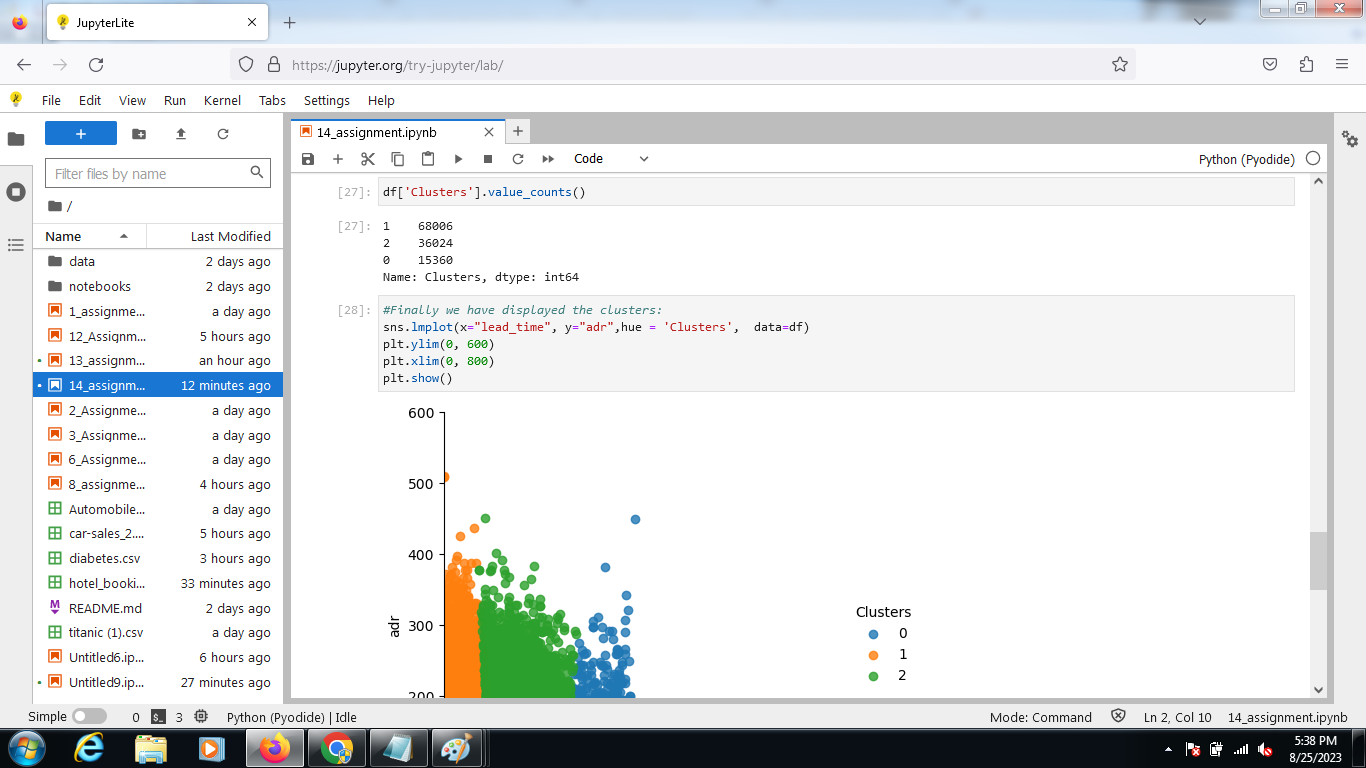 JupyterLite
https://jupyter.org/try-jupyter/lab/
File Edit View Run Kernel Tabs Settings Help
Filter files by name
/
Name Last Modified
data 2 days ago
notebooks 2 days ago
1_assignme... a day ago
12_Assignm... 5 hours ago
13_assignm... an hour ago
14_assignm... 12 minutes ago
2_Assignme... a day ago
3_Assignme... a day ago
6_Assignme... a day ago
8_assignme... 4 hours ago
Automobile... a day ago
car-sales_2.... 5 hours ago
diabetes.csv 3 hours ago
hotel_booki... 33 minutes ago
README.md 2 days ago
titanic (1).csv a day ago
Untitled6.ip... 6 hours ago
Untitled9.ip... 27 minutes ago
14_assignment.ipynb
Code Python (Pyodide)
[27]: df['Clusters'].value_counts()
[27]: 1 68006
2 36024
0 15360
Name: Clusters, dtype: int64
[28]: #Finally we have displayed the clusters:
sns.lmplot(x="lead_time", y="adr",hue = 'Clusters',  data=df)
plt.ylim(0, 600)
plt.xlim(0, 800)
plt.show()
600
500
400
300
200
adr
Clusters
0
1
2
Simple 0 3 Python (Pyodide) | Idle Mode: Command Ln 2, Col 10 14_assignment.ipynb
5:38 PM
8/25/2023